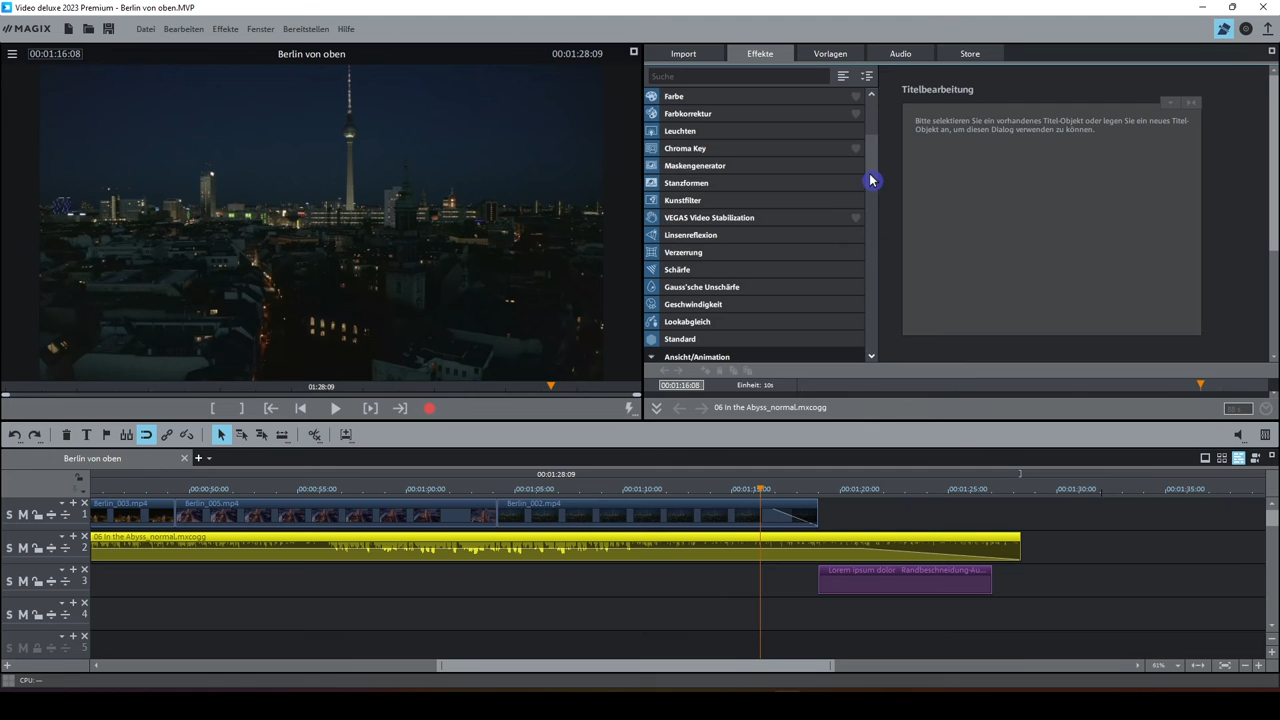 Video deluxe 2023 Premium - Berlin von oben.MVP
MAGIX
Datei Bearbeiten Effekte Fenster Bereitstellen Hilfe
00:01:16:08 Berlin von oben 00:01:28:09
Import Effekte Vorlagen Audio Store
Suche
Farbe
Farbkorrektur
Leuchten
Chroma Key
Maskengenerator
Stanzformen
Kunstfilter
VEGAS Video Stabilization
Linsenreflexion
Verzerrung
Schärfe
Gauss'sche Unschärfe
Geschwindigkeit
Lookabgleich
Standard
Ansicht/Animation
Titelbearbeitung
Bitte selektieren Sie ein vorhandenes Titel-Objekt oder legen Sie ein neues Titel-
Objekt an, um diesen Dialog verwenden zu können.
01:28:09
00:01:16:08 Einheit: 10s
06 In the Abyss_normal.mxcogg
Berlin von oben
00:01:28:09
00:00:50:00 00:00:55:00 00:01:00:00 00:01:05:00 00:01:10:00 00:01:15:00 00:01:20:00 00:01:25:00 00:01:30:00 00:01:35:00
Berlin_003.mp4 Berlin_005.mp4 Berlin_002.mp4
S M 1
06 In the Abyss_normal.mxcogg
S M 2
Lorem ipsum dolor Randbeschneidung Au...
S M 3
S M 4
S M 5
61%
CPU: —